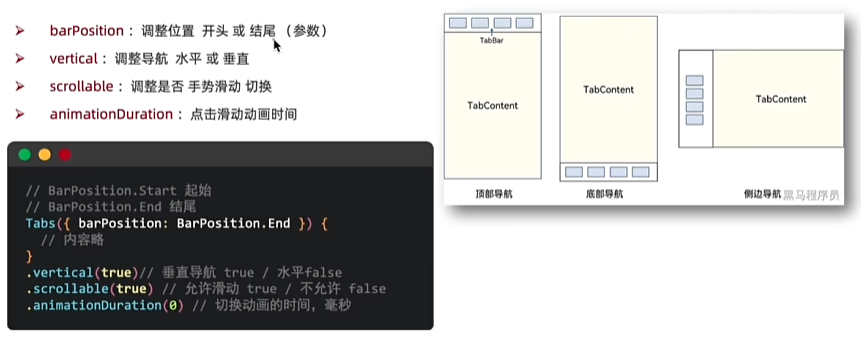 ➢ barPosition：调整位置 开头 或 结尾 （参数）
➢ vertical：调整导航 水平 或 垂直
➢ scrollable：调整是否 手势滑动 切换
➢ animationDuration：点击滑动动画时间
// BarPosition.Start 起始
// BarPosition.End 结尾
Tabs({ barPosition: BarPosition.End }) {
// 内容略
}
.vertical(true)// 垂直导航 true / 水平false
.scrollable(true) // 允许滑动 true / 不允许 false
.animationDuration(0) // 切换动画的时间，毫秒
TabBar
TabContent
顶部导航
TabContent
底部导航
TabContent
侧边导航
黑马程序员